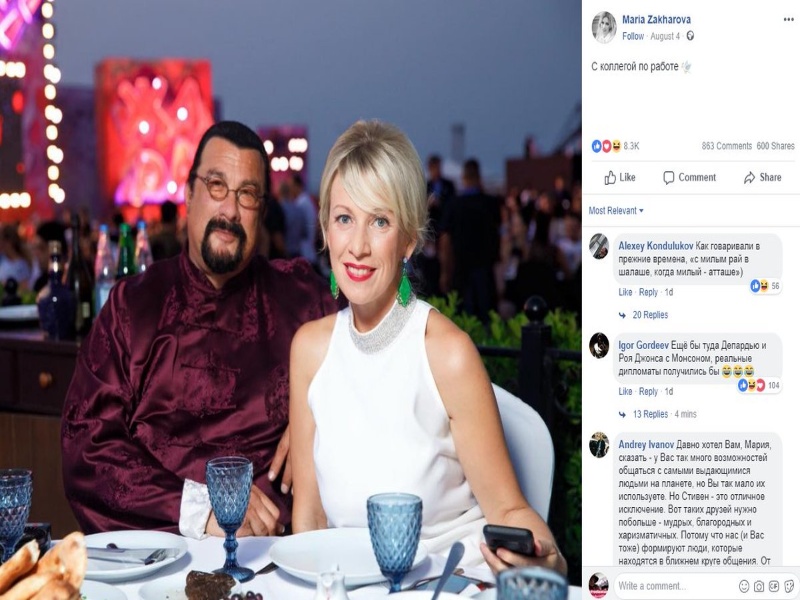 Maria Zakharova
Follow · August 4 ·
С коллегой по работе
8.3K
863 Comments 600 Shares
Like Comment Share
Most Relevant
Alexey Kondulukov Как говаривали в
прежние времена, «с милым рай в
шалаше, когда милый - атташе»)
56
Like · Reply · 1d
20 Replies
Igor Gordeev Ещё бы туда Депардью и
Роя Джонса с Монсоном, реальные
дипломаты получились бы
104
Like · Reply · 1d
13 Replies · 4 mins
Andrey Ivanov Давно хотел Вам, Мария,
сказать - у Вас так много возможностей
общаться с самыми выдающимися
людьми на планете, но Вы так мало их
используете. Но Стивен - это отличное
исключение. Вот таких друзей нужно
побольше - мудрых, благородных и
харизматичных. Потому что нас (и Вас
тоже) формируют люди, которые
находятся в ближнем круге общения. От
Write a comment...